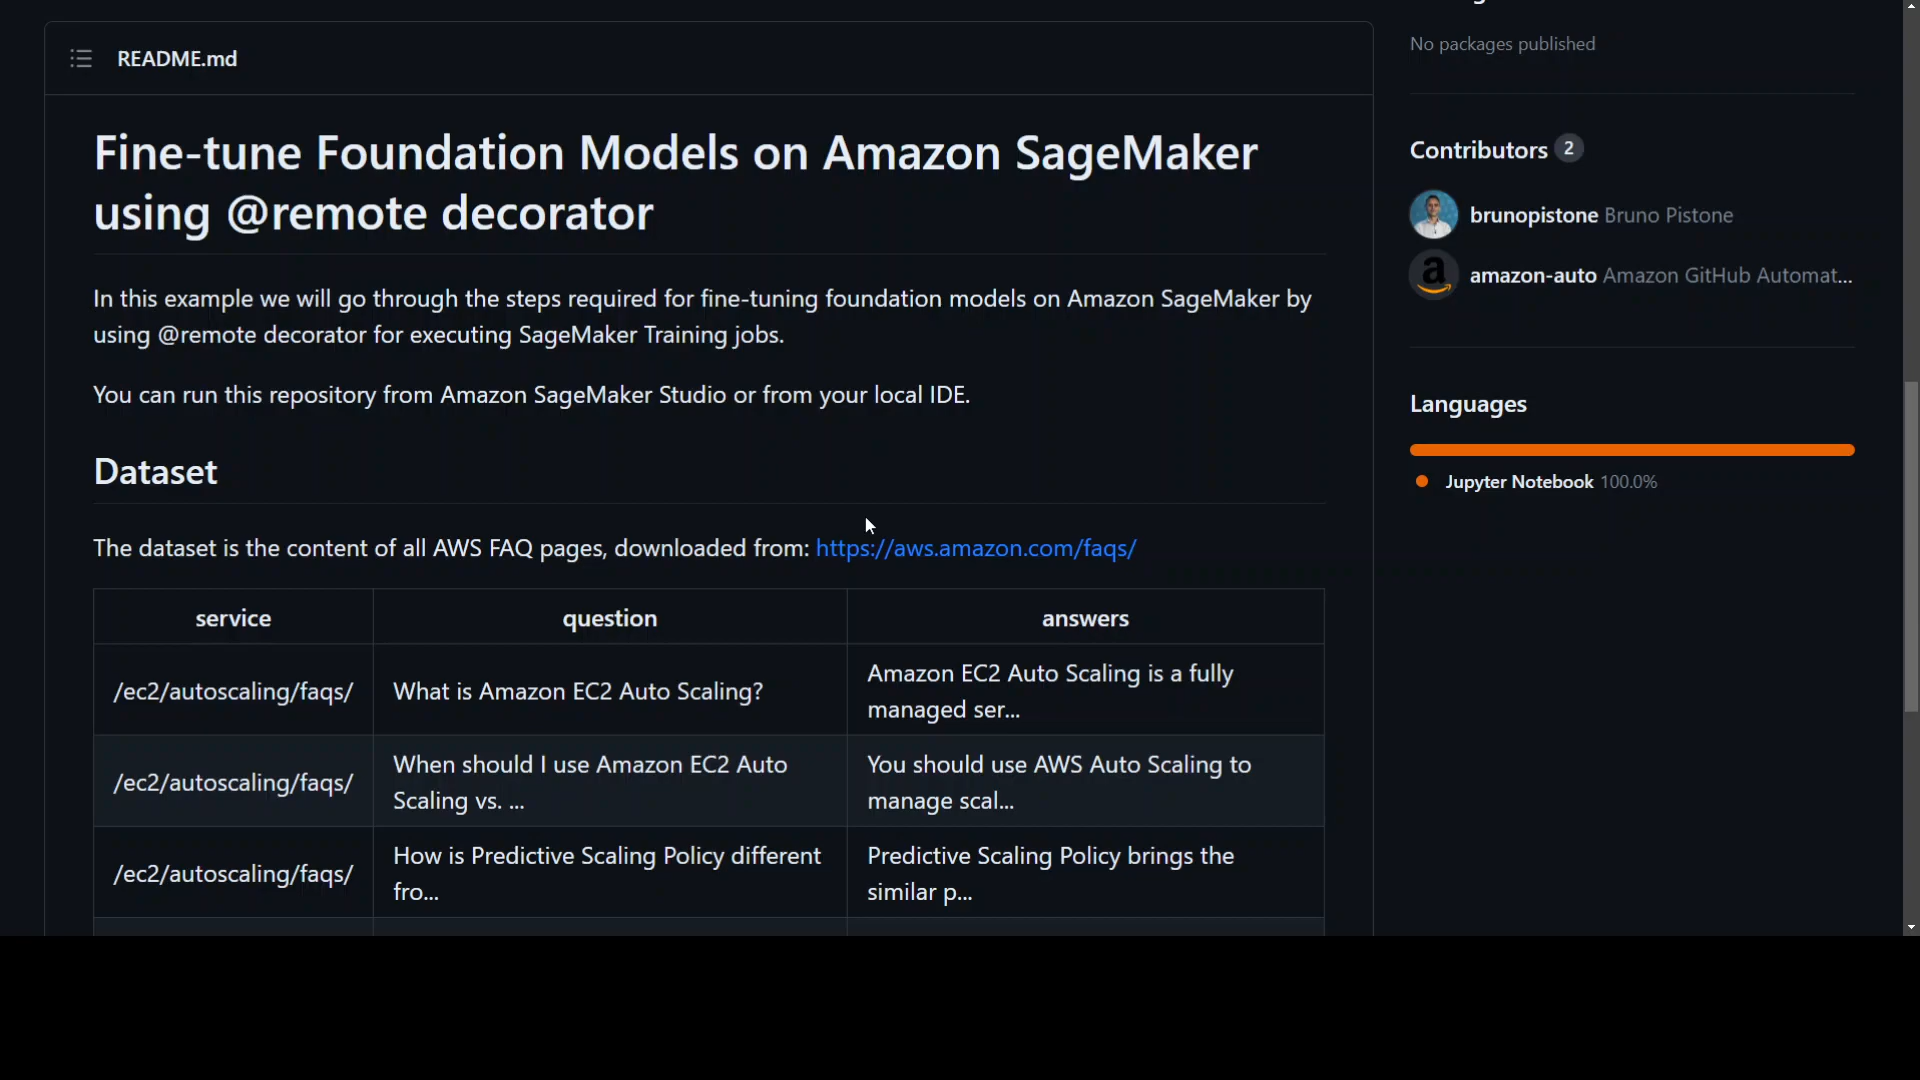 No packages published
README.md
Fine-tune Foundation Models on Amazon SageMaker
using @remote decorator
In this example we will go through the steps required for fine-tuning foundation models on Amazon SageMaker by
using @remote decorator for executing SageMaker Training jobs.
You can run this repository from Amazon SageMaker Studio or from your local IDE.
Dataset
The dataset is the content of all AWS FAQ pages, downloaded from: https://aws.amazon.com/faqs/
service question answers
/ec2/autoscaling/faqs/ What is Amazon EC2 Auto Scaling? Amazon EC2 Auto Scaling is a fully
managed ser...
/ec2/autoscaling/faqs/ When should I use Amazon EC2 Auto
Scaling vs. ...
You should use AWS Auto Scaling to
manage scal...
/ec2/autoscaling/faqs/ How is Predictive Scaling Policy different
fro...
Predictive Scaling Policy brings the
similar p...
Contributors 2
brunopistone Bruno Pistone
amazon-auto Amazon GitHub Automat...
Languages
Jupyter Notebook 100.0%